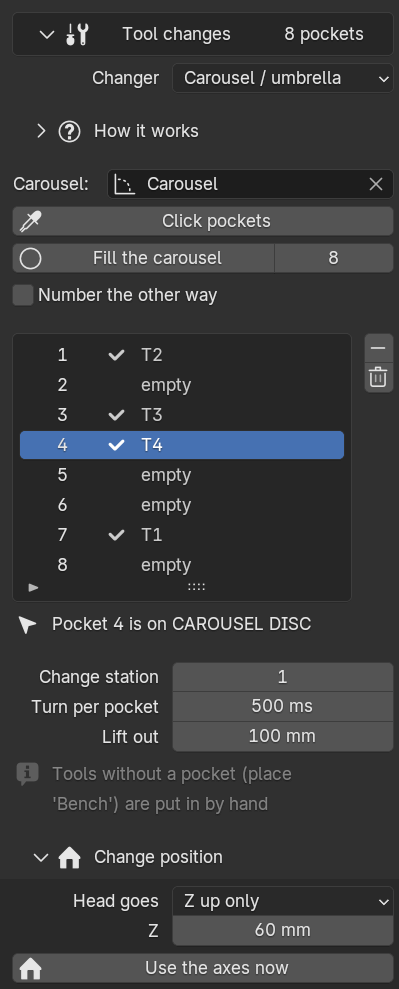 Tool changes 8 pockets
Changer Carousel / umbrella
How it works
Carousel: Carousel
Click pockets
Fill the carousel 8
Number the other way
1 T2
2 empty
3 T3
4 T4
5 empty
6 empty
7 T1
8 empty
Pocket 4 is on CAROUSEL DISC
Change station 1
Turn per pocket 500 ms
Lift out 100 mm
Tools without a pocket (place
'Bench') are put in by hand
Change position
Head goes Z up only
Z 60 mm
Use the axes now